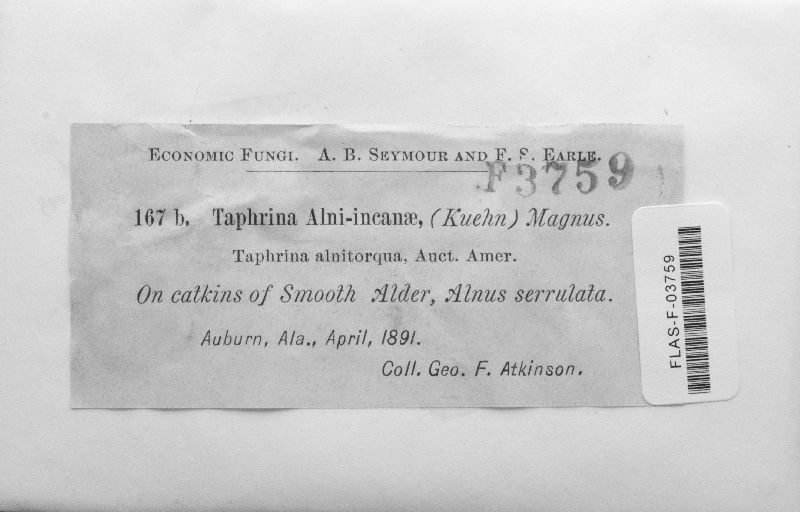 ECONOMIC FUNGI. A. B. SEYMOUR AND F. S. EARLE.
F3759
167 b. Taphrina Alni-incanæ, (Kuehn) Magnus.
Taphrina alnitorqua, Auct. Amer.
On catkins of Smooth Alder, Alnus serrulata.
Auburn, Ala., April, 1891.
Coll. Geo. F. Atkinson.
FLAS-F-03759